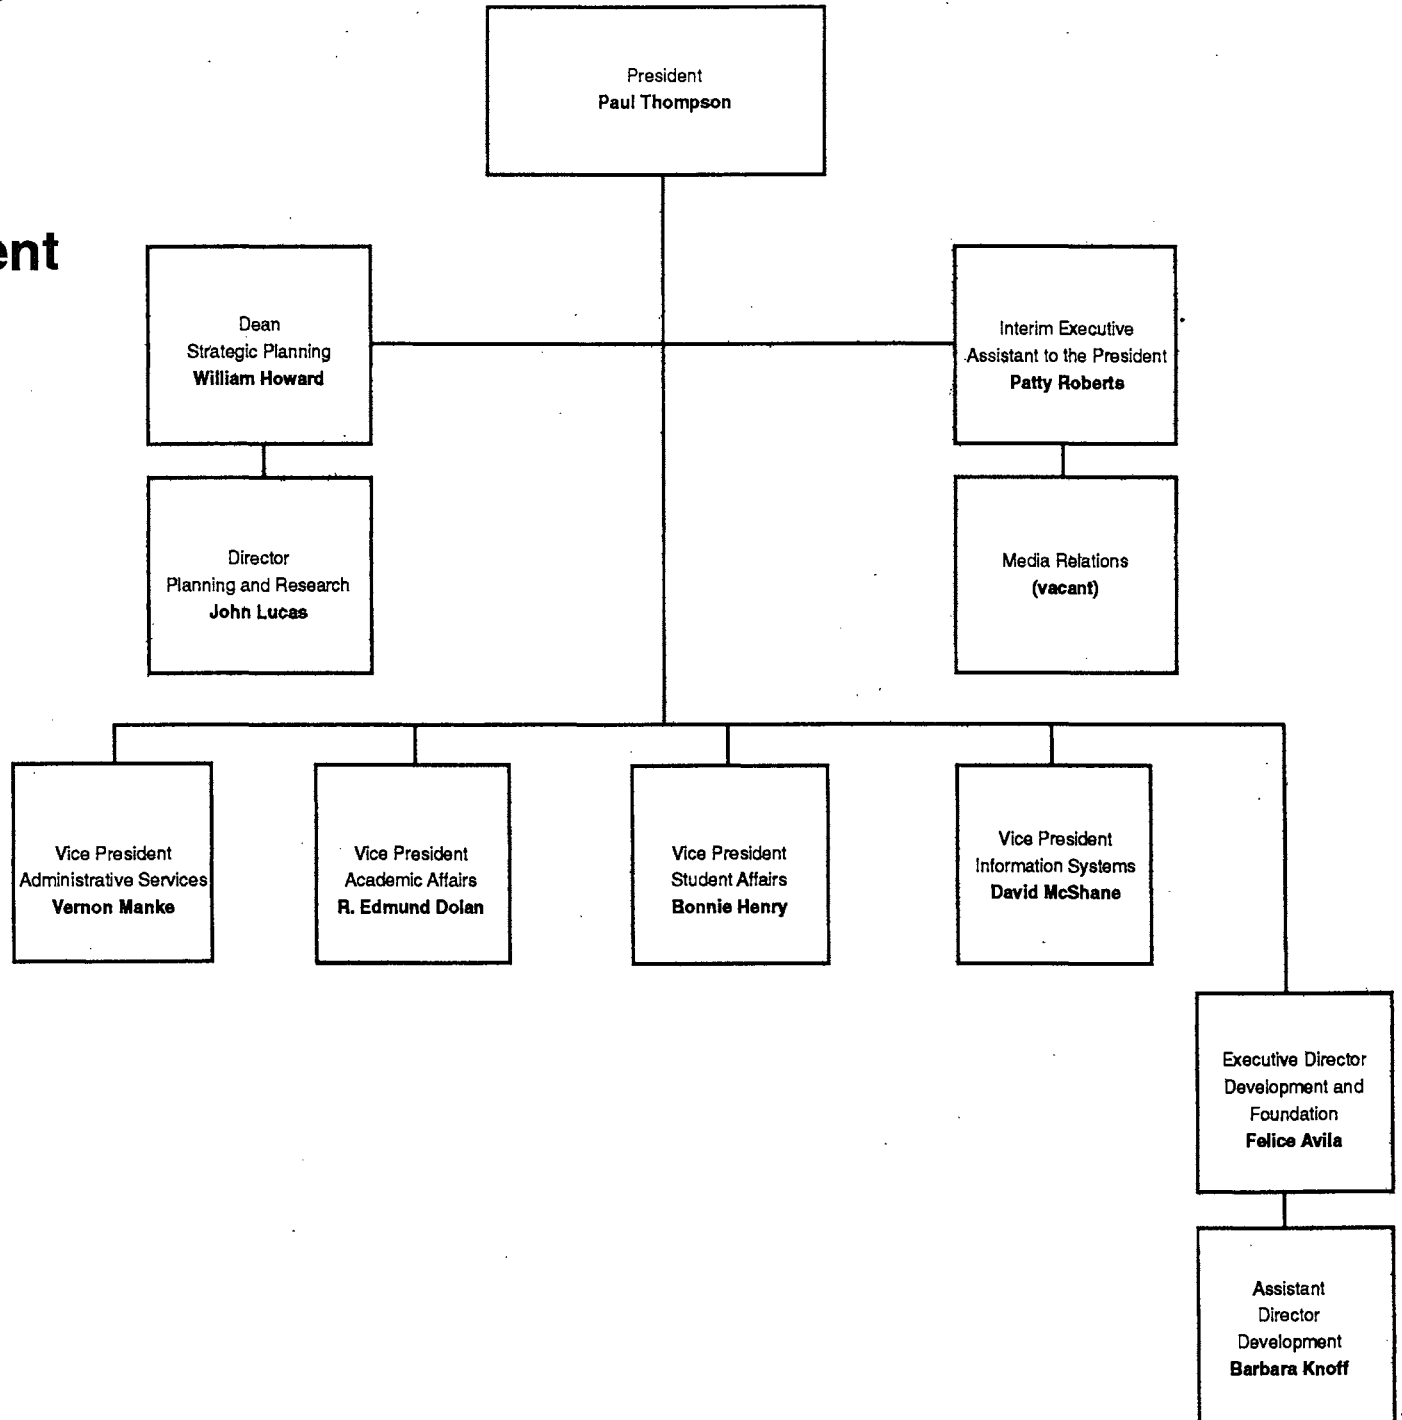 President
Paul Thompson
ent
Dean
Strategic Planning
William Howard
Interim Executive
Assistant to the President
Patty Roberts
Director
Planning and Research
John Lucas
Media Relations
(vacant)
Vice President
Administrative Services
Vernon Manke
Vice President
Academic Affairs
R. Edmund Dolan
Vice President
Student Affairs
Bonnie Henry
Vice President
Information Systems
David McShane
Executive Director
Development and
Foundation
Felice Avila
Assistant
Director
Development
Barbara Knoff